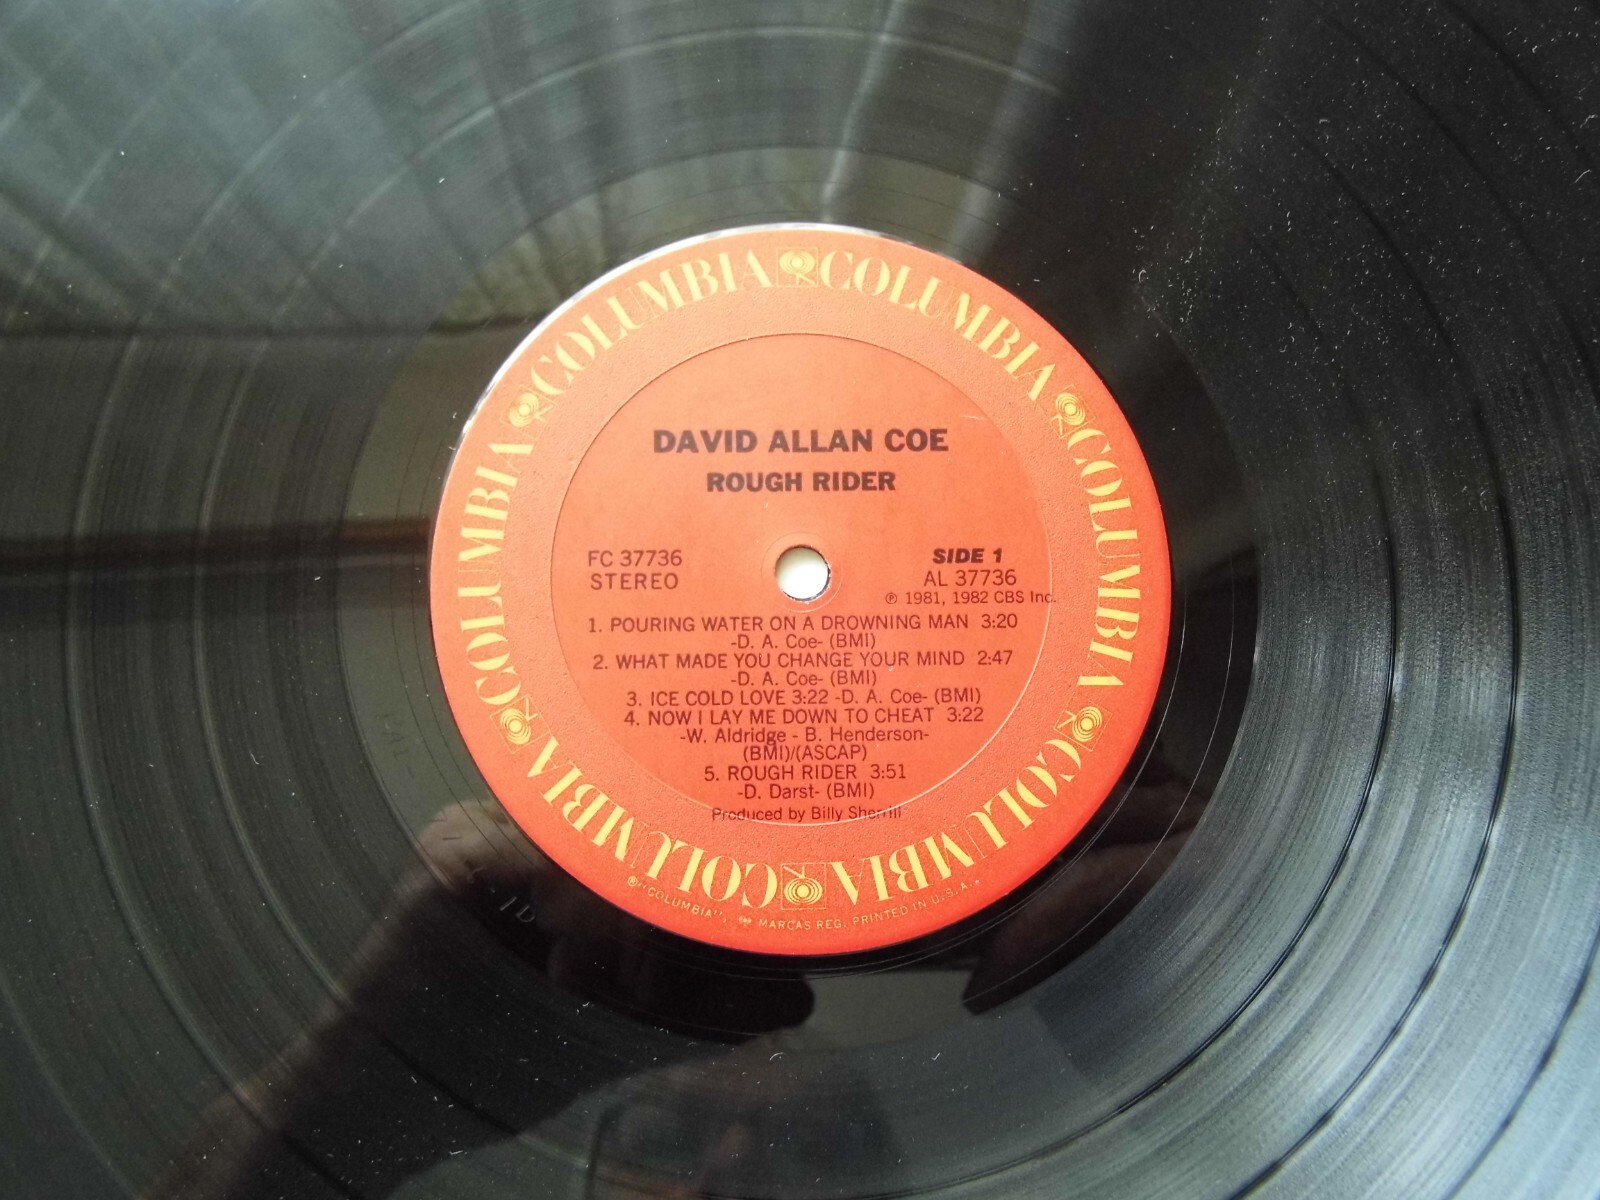 COLUMBIA COLUMBIA COLUMBIA COLUMBIA COLUMBIA COLUMBIA COLUMBIA COLUMBIA
DAVID ALLAN COE
ROUGH RIDER
FC 37736
STEREO
SIDE 1
AL 37736
℗ 1981, 1982 CBS Inc.
1. POURING WATER ON A DROWNING MAN 3:20
-D. A. Coe- (BMI)
2. WHAT MADE YOU CHANGE YOUR MIND 2:47
-D. A. Coe- (BMI)
3. ICE COLD LOVE 3:22 -D. A. Coe- (BMI)
4. NOW I LAY ME DOWN TO CHEAT 3:22
-W. Aldridge - B. Henderson-
(BMI)/(ASCAP)
5. ROUGH RIDER 3:51
-D. Darst- (BMI)
Produced by Billy Sherrill
®"COLUMBIA", MARCAS REG. PRINTED IN U.S.A.